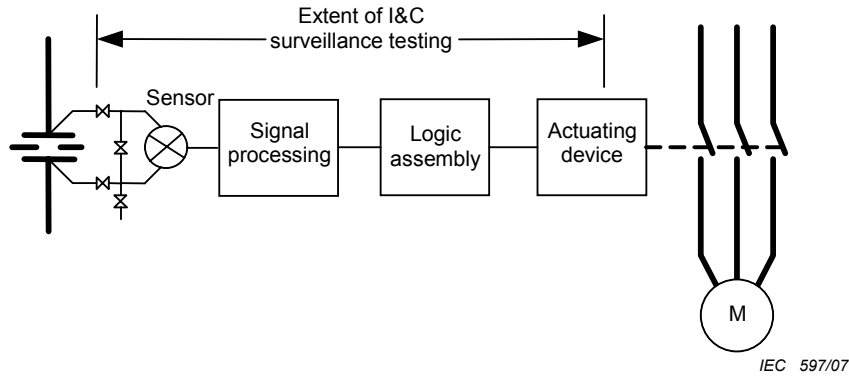 Extent of I&C
surveillance testing
Sensor
Signal
processing
Logic
assembly
Actuating
device
M
IEC 597/07